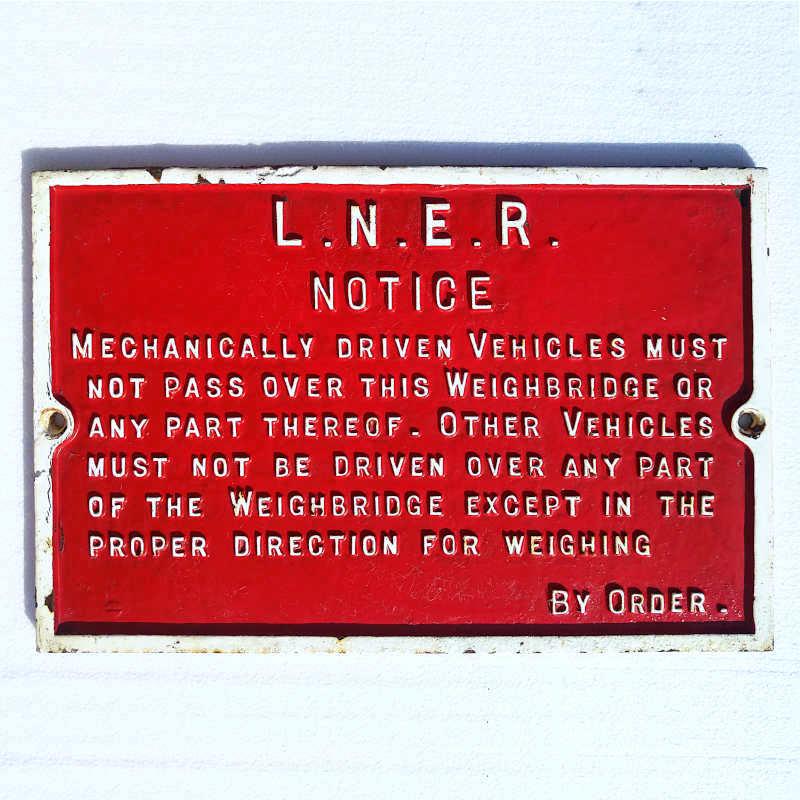 L.N.E.R.
NOTICE
MECHANICALLY DRIVEN VEHICLES MUST
NOT PASS OVER THIS WEIGHBRIDGE OR
ANY PART THEREOF. OTHER VEHICLES
MUST NOT BE DRIVEN OVER ANY PART
OF THE WEIGHBRIDGE EXCEPT IN THE
PROPER DIRECTION FOR WEIGHING
BY ORDER.